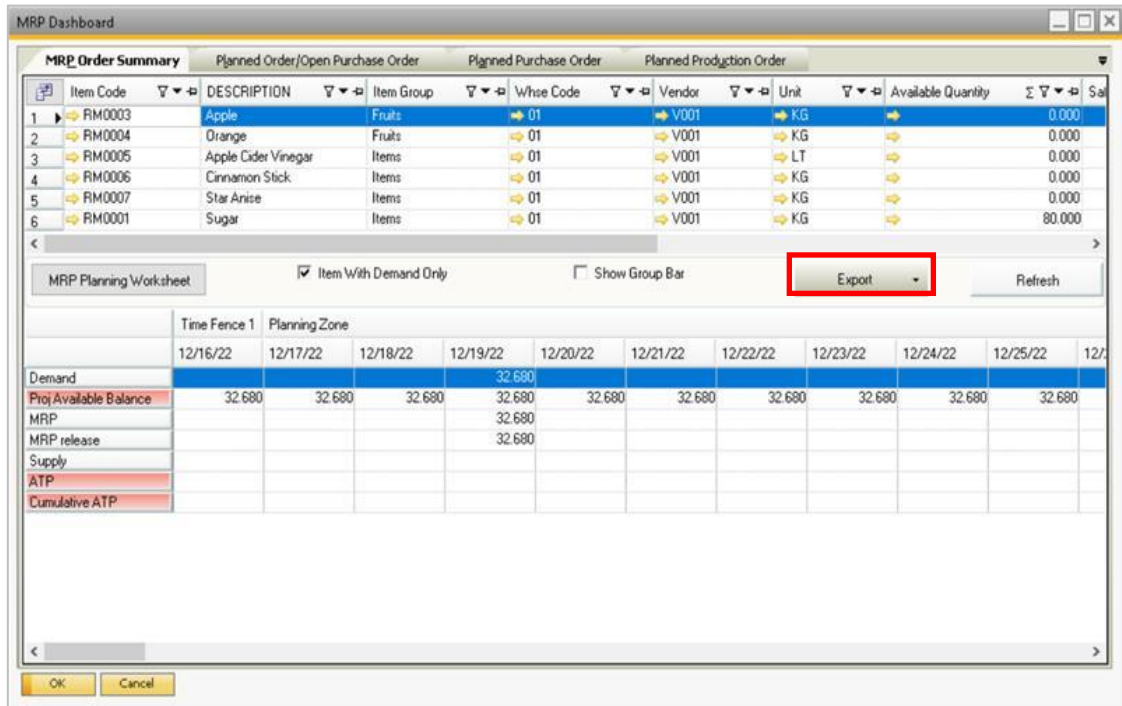 MRP Dashboard
MRP Order Summary Planned Order/Open Purchase Order Planned Purchase Order Planned Production Order
Item Code DESCRIPTION Item Group Whse Code Vendor Unit Available Quantity Σ Sal
1 RM0003 Apple Fruits 01 V001 KG 0.000
2 RM0004 Orange Fruits 01 V001 KG 0.000
3 RM0005 Apple Cider Vinegar Items 01 V001 LT 0.000
4 RM0006 Cinnamon Stick Items 01 V001 KG 0.000
5 RM0007 Star Anise Items 01 V001 KG 0.000
6 RM0001 Sugar Items 01 V001 KG 80.000
MRP Planning Worksheet Item With Demand Only Show Group Bar Export Refresh
Time Fence 1 Planning Zone
12/16/22 12/17/22 12/18/22 12/19/22 12/20/22 12/21/22 12/22/22 12/23/22 12/24/22 12/25/22 12/
Demand 32.680
Proj Available Balance 32.680 32.680 32.680 32.680 32.680 32.680 32.680 32.680 32.680 32.680
MRP 32.680
MRP release 32.680
Supply
ATP
Cumulative ATP
OK Cancel